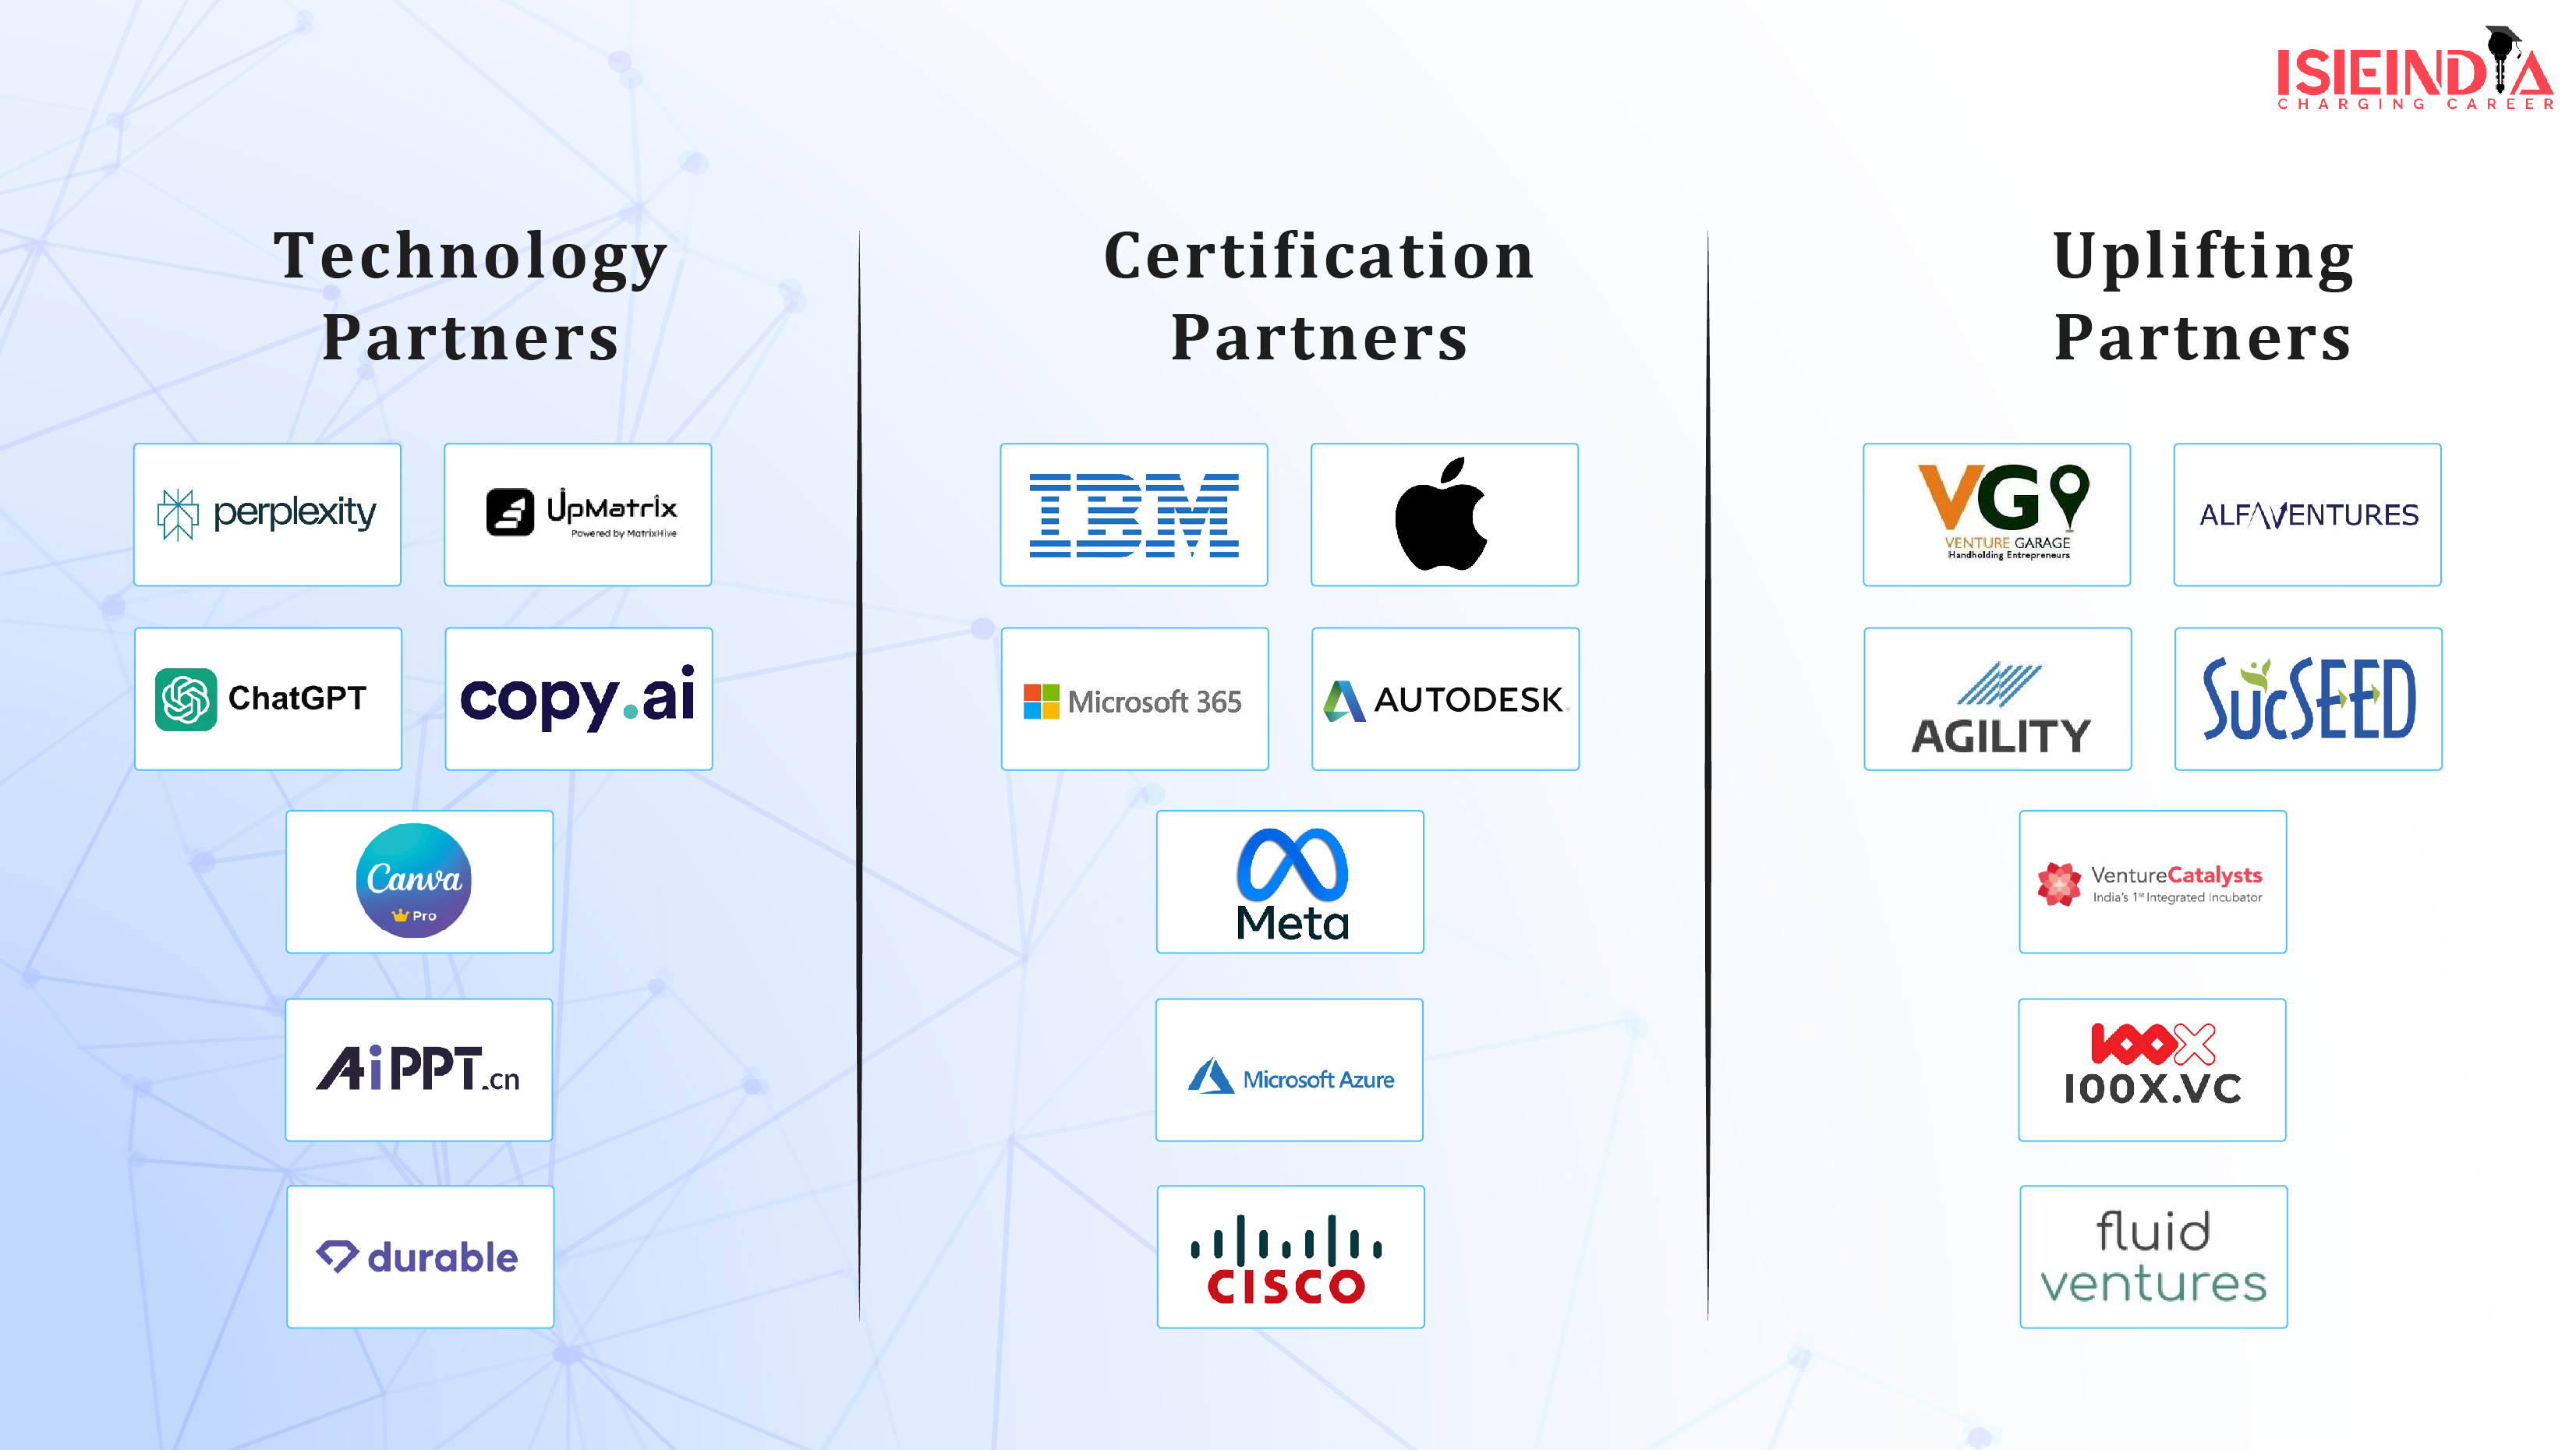 ISIEINDIA
CHARGING CAREER
Technology
Partners
perplexity
UpMatrix
Powered by MatrixHive
ChatGPT
copy.ai
Canva
Pro
AiPPT.cn
durable
Certification
Partners
IBM
Microsoft 365
AUTODESK
Meta
Microsoft Azure
CISCO
Uplifting
Partners
VG
VENTURE GARAGE
Handholding Entrepreneurs
ALFAVENTURES
AGILITY
SUCSEED
VentureCatalysts
India's 1st Integrated Incubator
100X
100X.VC
fluid
ventures